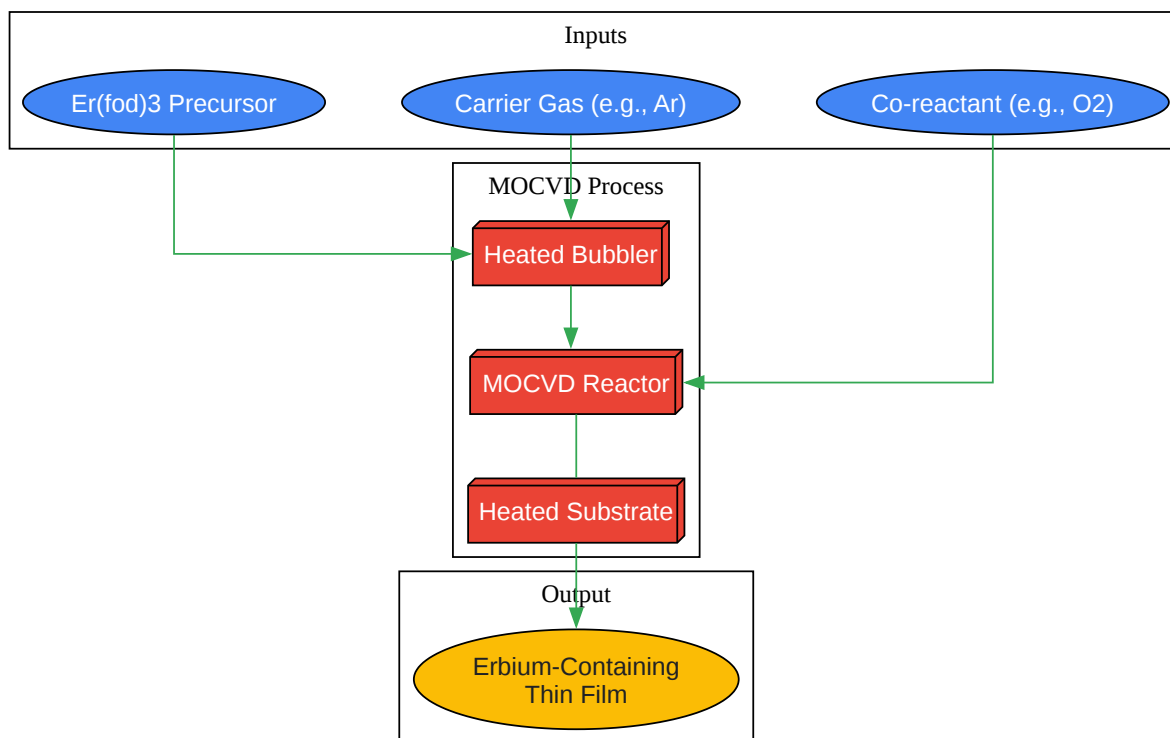 Inputs
Er(fod)3 Precursor
Carrier Gas (e.g., Ar)
Co-reactant (e.g., O2)
MOCVD Process
Heated Bubbler
MOCVD Reactor
Heated Substrate
Output
Erbium-Containing
Thin Film